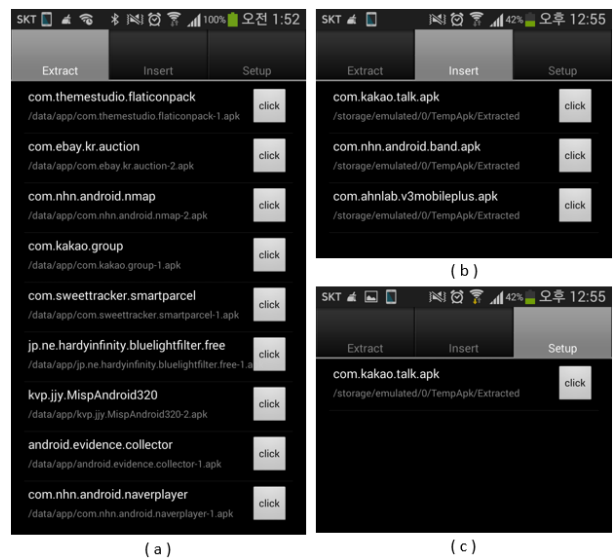 SKT 100% 오전 1:52
Extract Insert Setup
com.themestudio.flaticonpack
/data/app/com.themestudio.flaticonpack-1.apk
click
com.ebay.kr.auction
/data/app/com.ebay.kr.auction-2.apk
click
com.nhn.android.nmap
/data/app/com.nhn.android.nmap-2.apk
click
com.kakao.group
/data/app/com.kakao.group-1.apk
click
com.sweettracker.smartparcel
/data/app/com.sweettracker.smartparcel-1.apk
click
jp.ne.hardyinfinity.bluelightfilter.free
/data/app/jp.ne.hardyinfinity.bluelightfilter.free-1.a
click
kvp.jjy.MispAndroid320
/data/app/kvp.jjy.MispAndroid320-2.apk
click
android.evidence.collector
/data/app/android.evidence.collector-1.apk
click
com.nhn.android.naverplayer
/data/app/com.nhn.android.naverplayer-1.apk
click
( a )
SKT 42% 오후 12:55
Extract Insert Setup
com.kakao.talk.apk
/storage/emulated/0/TempApk/Extracted
click
com.nhn.android.band.apk
/storage/emulated/0/TempApk/Extracted
click
com.ahnlab.v3mobileplus.apk
/storage/emulated/0/TempApk/Extracted
click
( b )
SKT 42% 오후 12:55
Extract Insert Setup
com.kakao.talk.apk
/storage/emulated/0/TempApk/Extracted
click
( c )